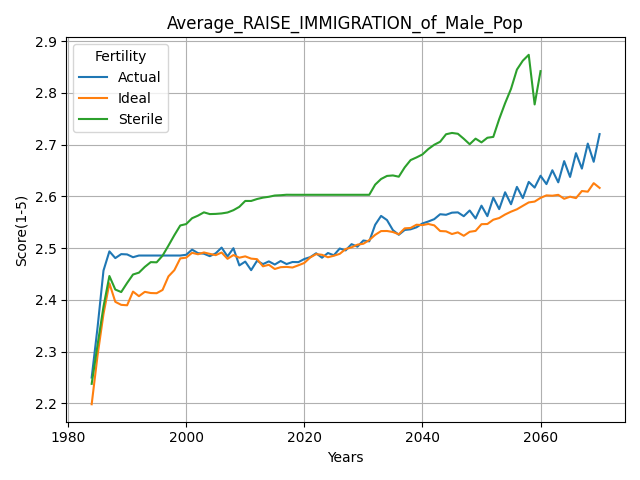 Average_RAISE_IMMIGRATION_of_Male_Pop
Score(1-5)
2.9
2.8
2.7
2.6
2.5
2.4
2.3
2.2
Fertility
Actual
Ideal
Sterile
1980
2000
2020
2040
2060
Years